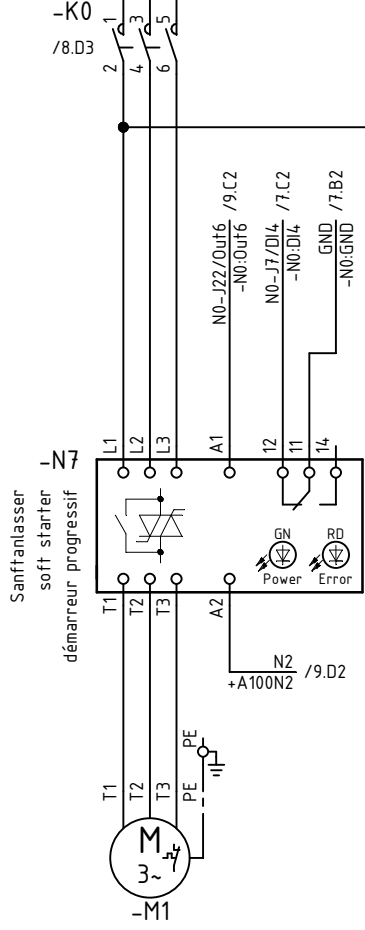 -K0
/8.D3
1
3
5
2
4
6
N0-J22/Out6 /9.C2
-N0:Out6
N0-J7/DI4 /7.C2
-N0:DI4
GND /7.B2
-N0:GND
-N7
L1
L2
L3
A1
12
11
14
Sanftanlasser
soft starter
démarreur progressif
GN
Power
RD
Error
T1
T2
T3
A2
N2 /9.D2
+A100N2
PE
T1
T2
T3
PE
M
3~
-M1